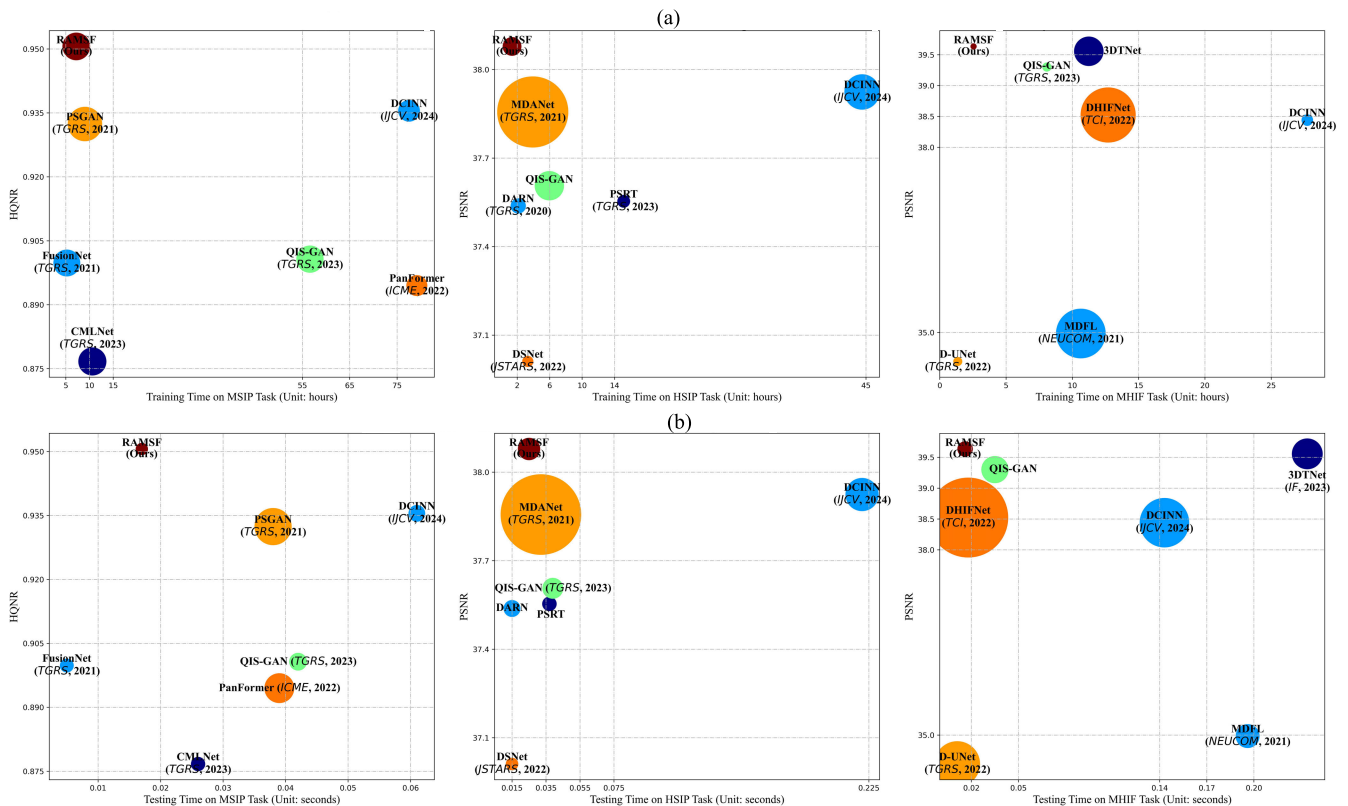 (a)
0.950
0.935
0.920
0.905
0.890
0.875
HQNR
RAMSF
(Ours)
PSGAN
(TGRS, 2021)
DCINN
(IJCV, 2024)
FusionNet
(TGRS, 2021)
QIS-GAN
(TGRS, 2023)
PanFormer
(ICME, 2022)
CMLNet
(TGRS, 2023)
5 10 15 55 65 75
Training Time on MSIP Task (Unit: hours)
38.0
37.7
37.4
37.1
PSNR
RAMSF
(Ours)
MDANet
(TGRS, 2021)
DCINN
(IJCV, 2024)
QIS-GAN
DARN
(TGRS, 2020)
PSRT
(TGRS, 2023)
DSNet
(JSTARS, 2022)
2 6 10 14 45
Training Time on HSIP Task (Unit: hours)
39.5
39.0
38.5
38.0
35.0
PSNR
RAMSF
(Ours)
3DTNet
QIS-GAN
(TGRS, 2023)
DHIFNet
(TCI, 2022)
DCINN
(IJCV, 2024)
MDFL
(NEUCOM, 2021)
D-UNet
(TGRS, 2022)
0 5 10 15 20 25
Training Time on MHIF Task (Unit: hours)
(b)
0.950
0.935
0.920
0.905
0.890
0.875
HQNR
RAMSF
(Ours)
DCINN
(IJCV, 2024)
PSGAN
(TGRS, 2021)
FusionNet
(TGRS, 2021)
QIS-GAN (TGRS, 2023)
PanFormer (ICME, 2022)
CMLNet
(TGRS, 2023)
0.01 0.02 0.03 0.04 0.05 0.06
Testing Time on MSIP Task (Unit: seconds)
38.0
37.7
37.4
37.1
PSNR
RAMSF
(Ours)
MDANet
(TGRS, 2021)
DCINN
(IJCV, 2024)
QIS-GAN (TGRS, 2023)
DARN
PSRT
DSNet
(JSTARS, 2022)
0.015 0.035 0.055 0.075 0.225
Testing Time on HSIP Task (Unit: seconds)
39.5
39.0
38.5
38.0
35.0
PSNR
RAMSF
(Ours)
QIS-GAN
3DTNet
(IF, 2023)
DHIFNet
(TCI, 2022)
DCINN
(IJCV, 2024)
MDFL
(NEUCOM, 2021)
D-UNet
(TGRS, 2022)
0.02 0.05 0.14 0.17 0.20
Testing Time on MHIF Task (Unit: seconds)